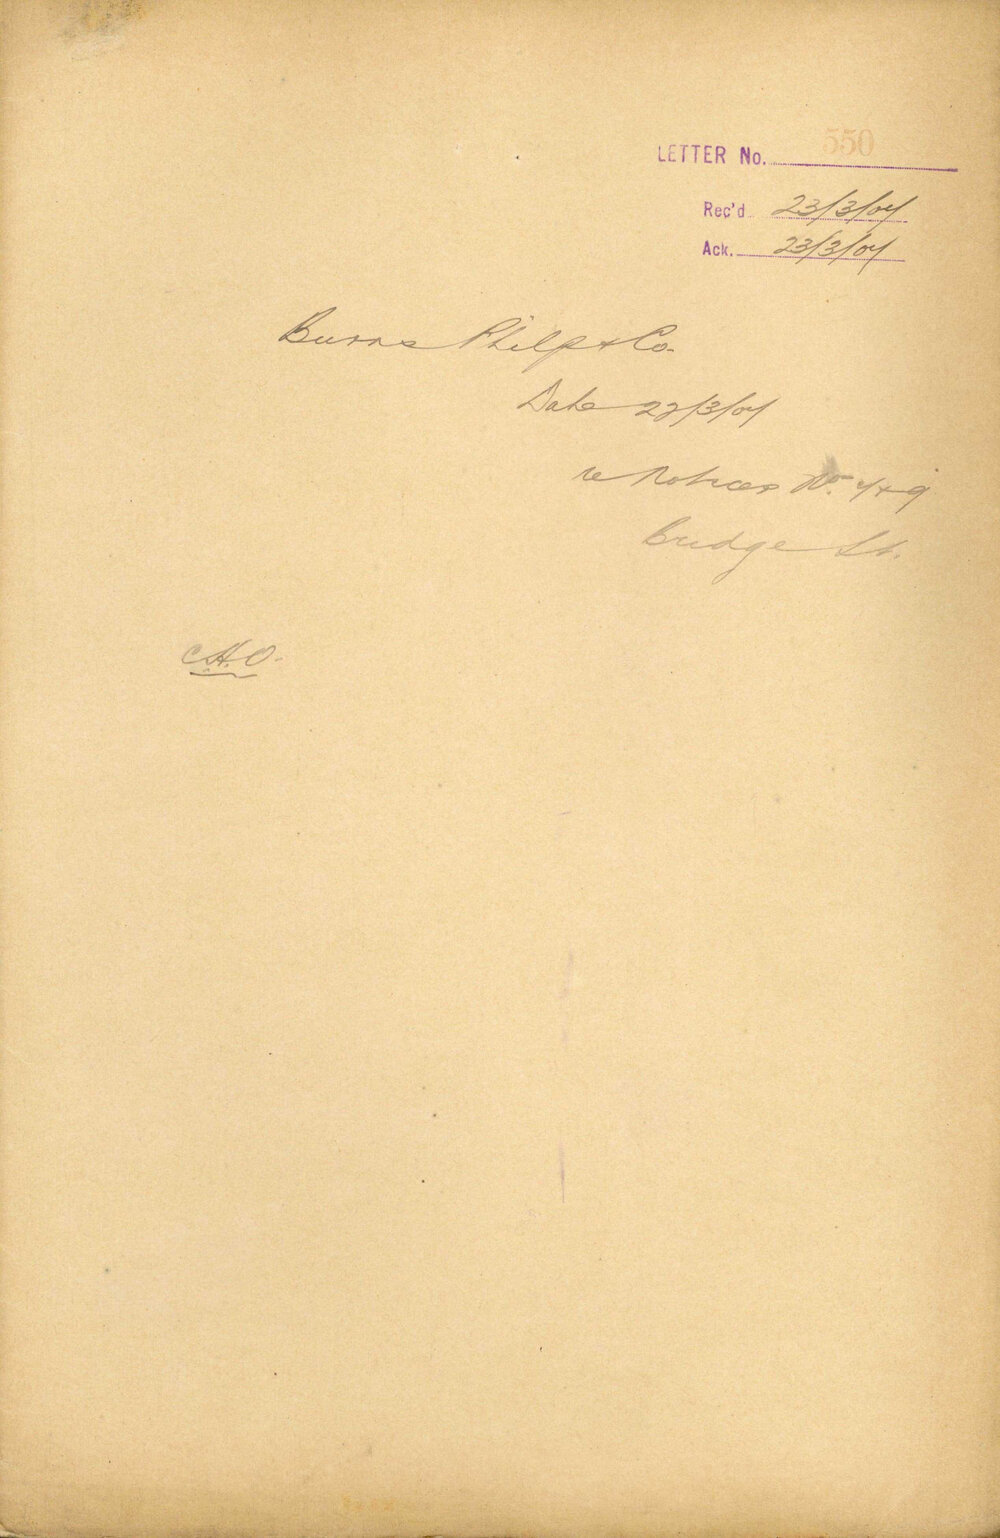 LETTER No. 550
Rec'd 23/3/04
Ack. 23/3/04
Burns Philp & Co.
Date 22/3/04
re Notices No. 7 & 9
Bridge St.
C.H.O.